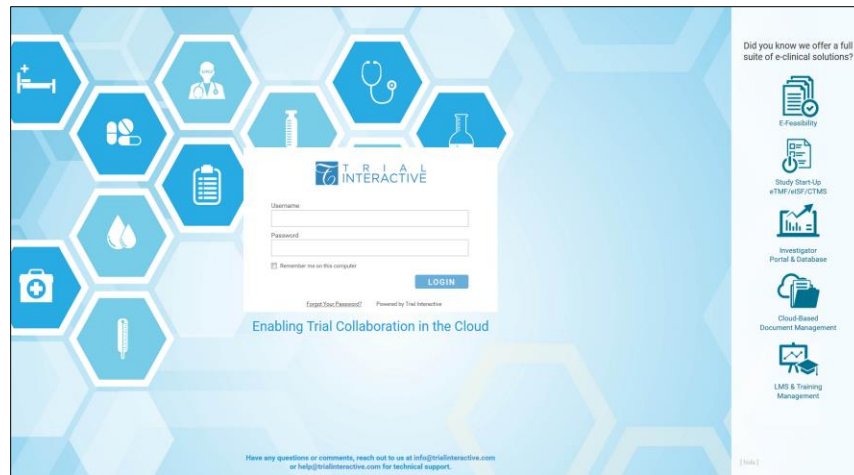 TRIAL
INTERACTIVE
Username
Password:
Remember me on this computer
LOGIN
Forgot Your Password?
Powered by Trial Interactive
Enabling Trial Collaboration in the Cloud
Have any questions or comments, reach out to us at info@trialinteractive.com
or help@trialinteractive.com for technical support.
Did you know we offer a full
suite of e-clinical solutions?
E-Feasibility
Study Start-Up
eTMF/eISF/CTMS
Investigator
Portal & Database
Cloud-Based
Document Management
LMS & Training
Management